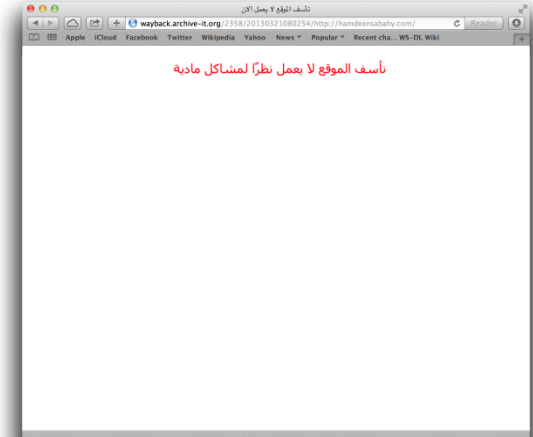 نأسف الموقع لا يعمل الان
wayback.archive-it.org/2358/20130321080254/http://hamdeensabahy.com/
Reader
Apple iCloud Facebook Twitter Wikipedia Yahoo News Popular Recent cha... WS-DL Wiki
نأسف الموقع لا يعمل نظرًا لمشاكل مادية